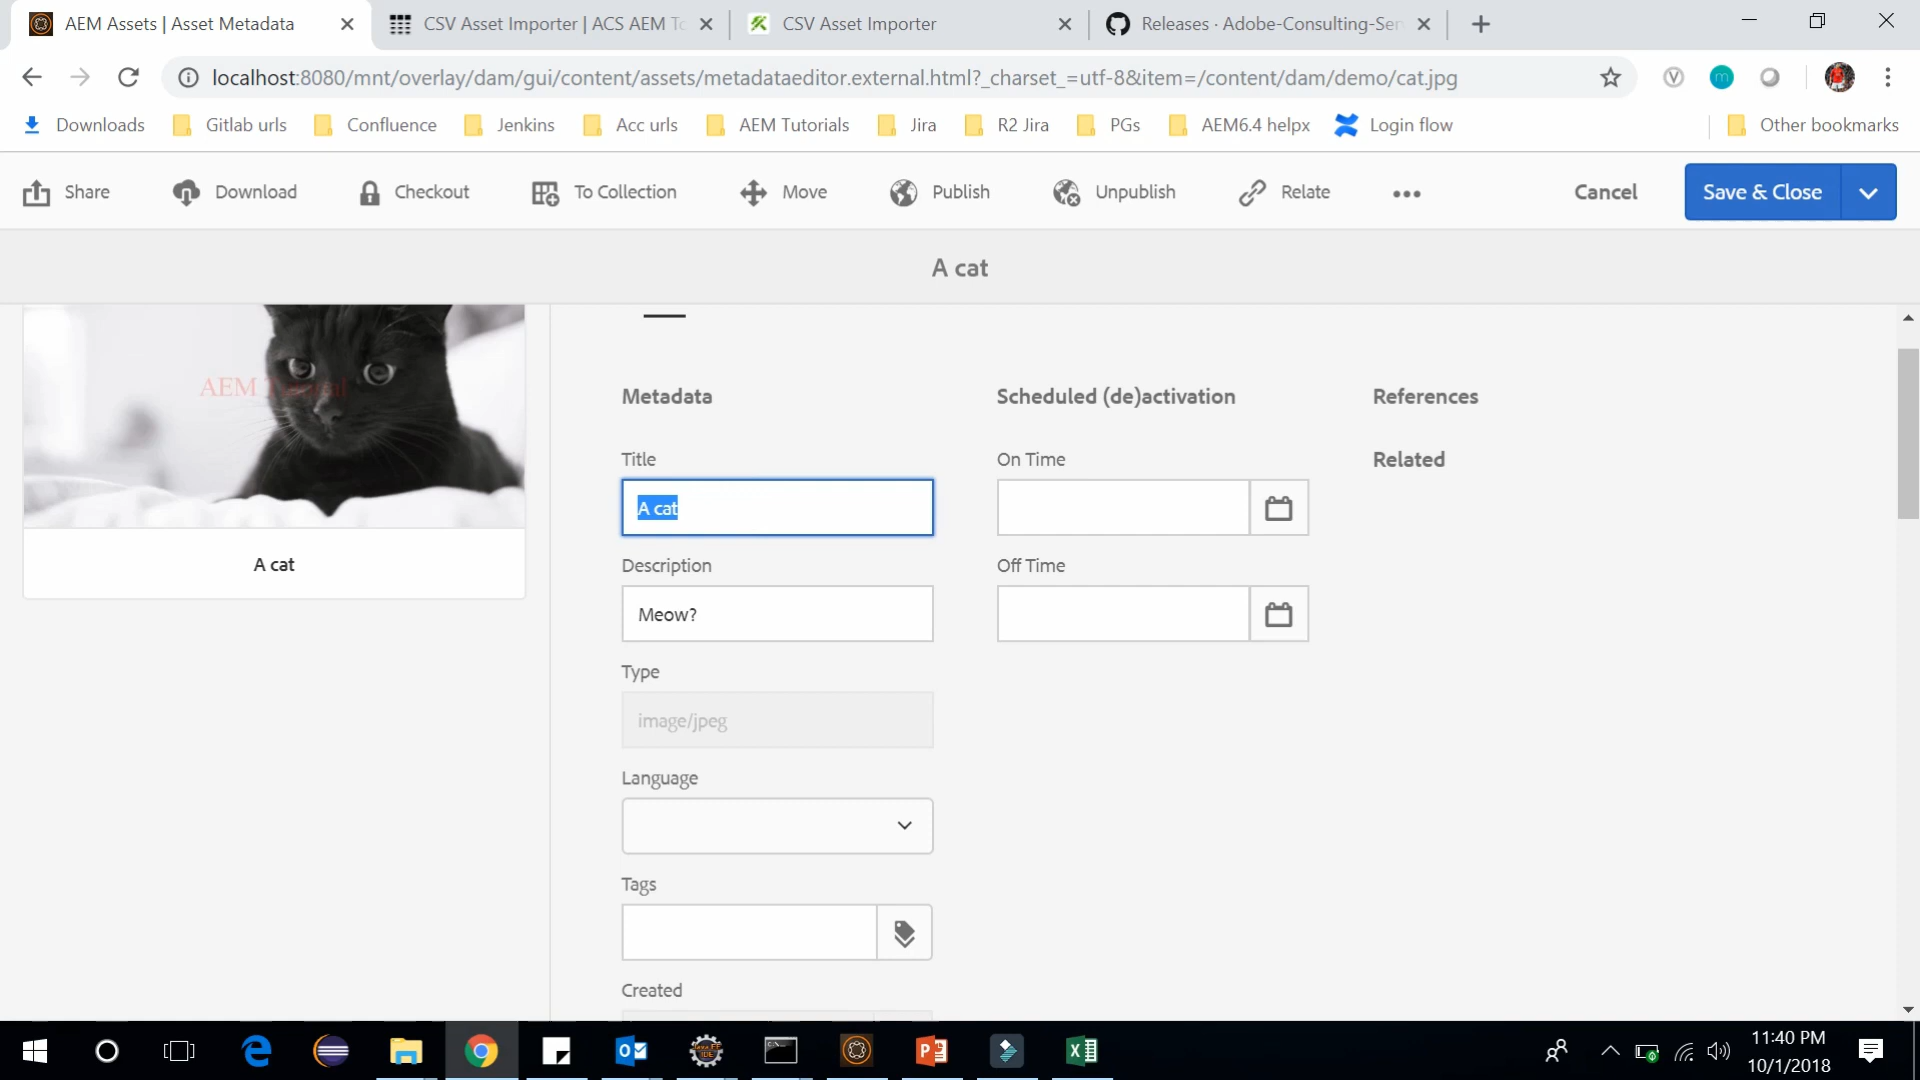 AEM Assets | Asset Metadata
CSV Asset Importer | ACS AEM To
CSV Asset Importer
Releases · Adobe-Consulting-Ser
localhost:8080/mnt/overlay/dam/gui/content/assets/metadataeditor.external.html?_charset_=utf-8&item=/content/dam/demo/cat.jpg
Downloads
Gitlab urls
Confluence
Jenkins
Acc urls
AEM Tutorials
Jira
R2 Jira
PGs
AEM6.4 helpx
Login flow
Other bookmarks
Share
Download
Checkout
To Collection
Move
Publish
Unpublish
Relate
Cancel
Save & Close
A cat
AEM
A cat
Metadata
Title
A cat
Description
Meow?
Type
image/jpeg
Language
Tags
Created
Scheduled (de)activation
On Time
Off Time
References
Related
11:40 PM
10/1/2018